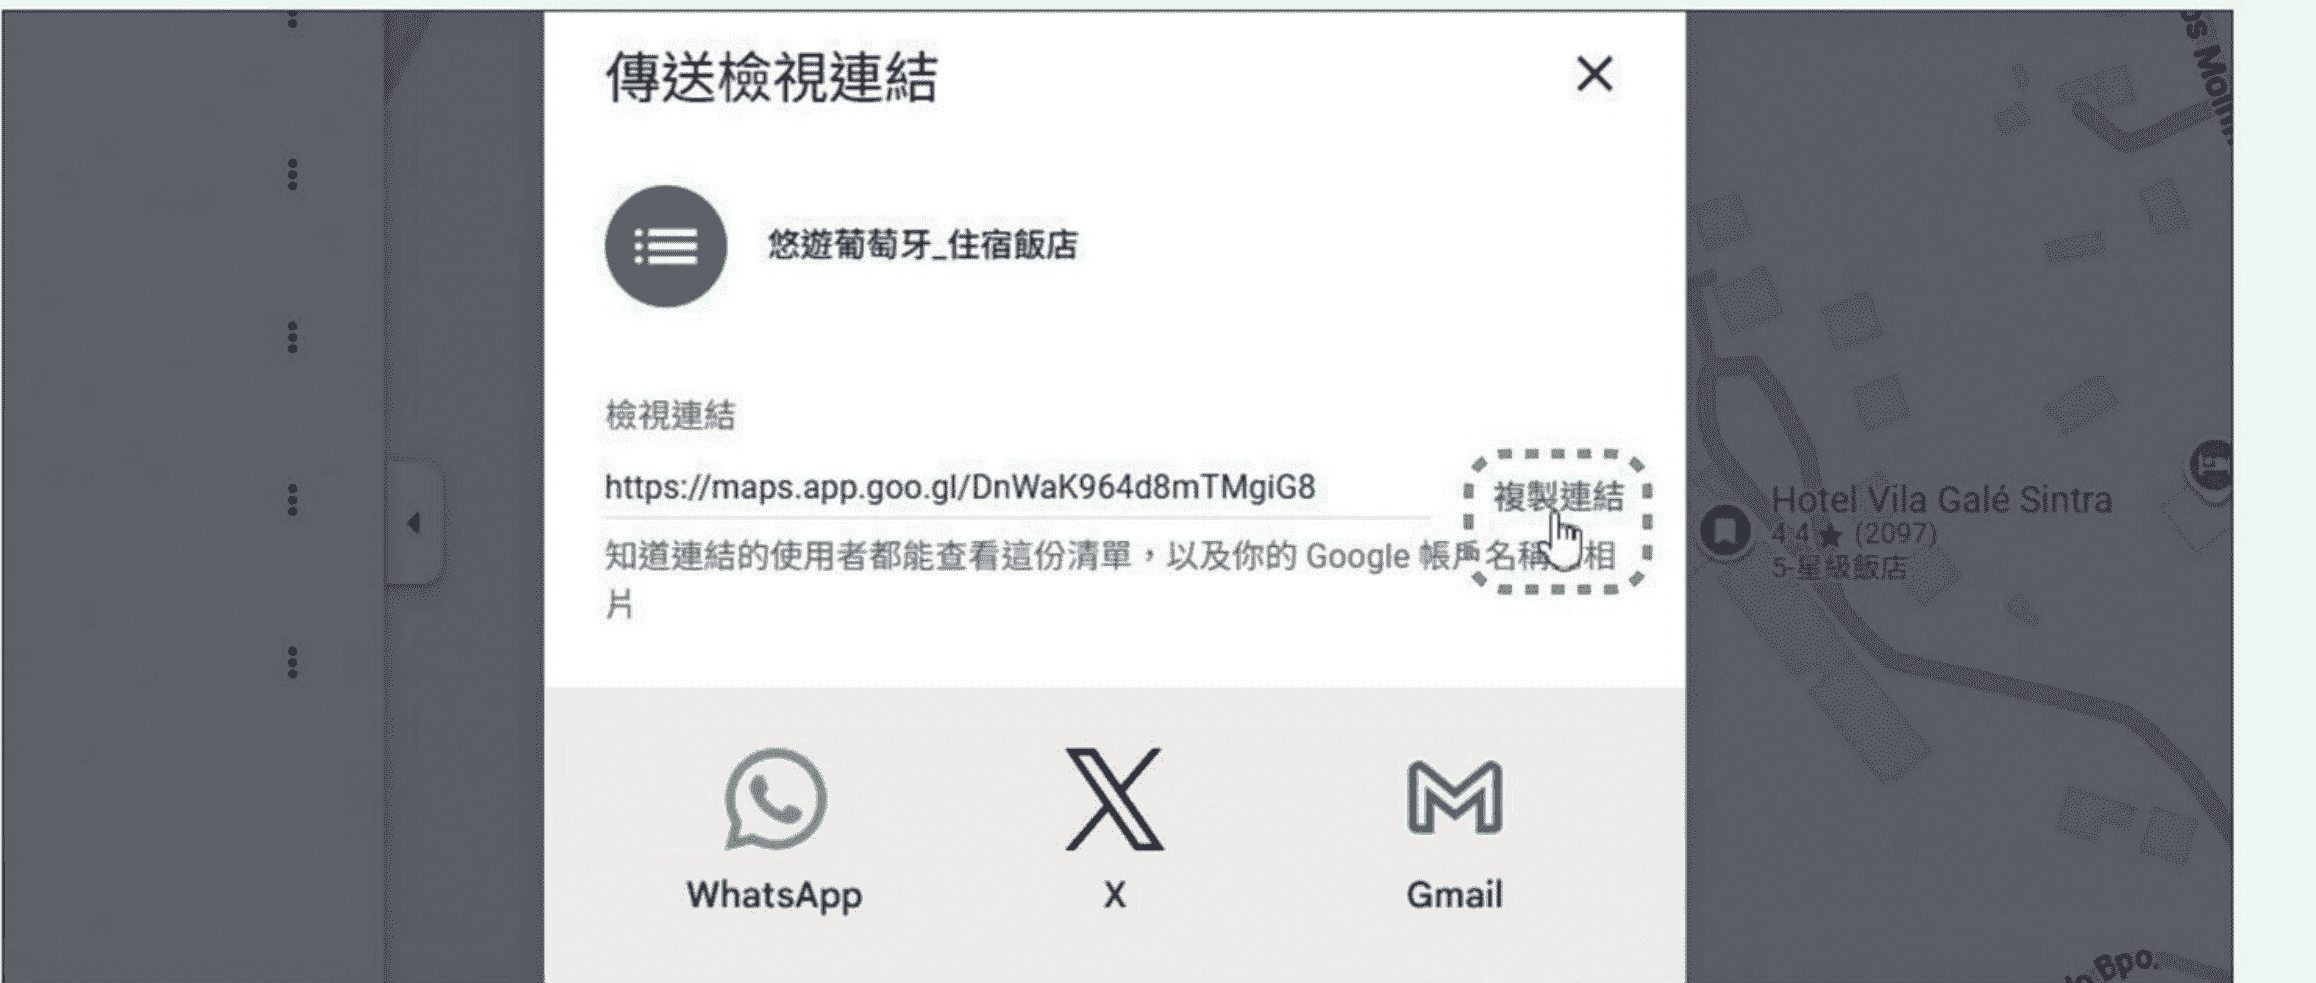 傳送檢視連結
悠遊葡萄牙_住宿飯店
檢視連結
https://maps.app.goo.gl/DnWaK964d8mTMgiG8
複製連結
知道連結的使用者都能查看這份清單，以及你的 Google 帳戶名稱 相
片
WhatsApp
X
Gmail
Hotel Vila Galé Sintra
4.4 ★ (2097)
5-星級飯店
Bpo.